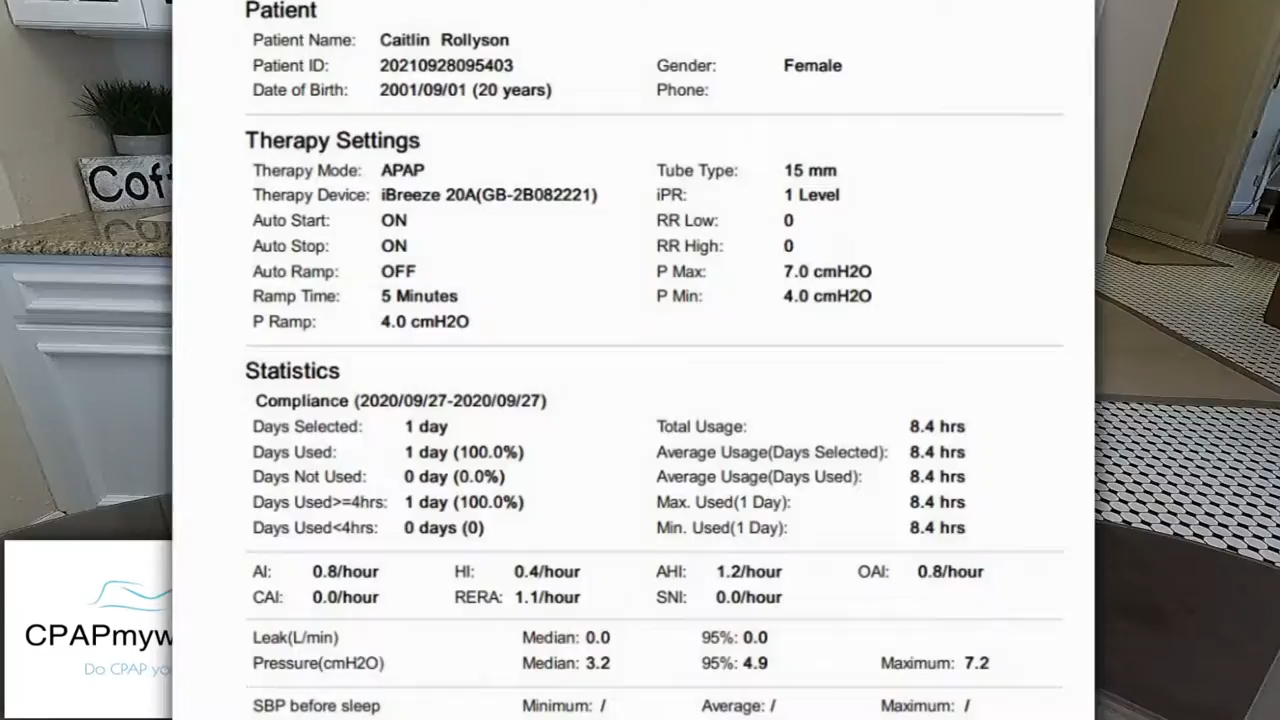 Patient
Patient Name: Caitlin Rollyson
Patient ID: 20210928095403 Gender: Female
Date of Birth: 2001/09/01 (20 years) Phone:
Therapy Settings
Therapy Mode: APAP Tube Type: 15 mm
Therapy Device: iBreeze 20A(GB-2B082221) iPR: 1 Level
Auto Start: ON RR Low: 0
Auto Stop: ON RR High: 0
Auto Ramp: OFF P Max: 7.0 cmH2O
Ramp Time: 5 Minutes P Min: 4.0 cmH2O
P Ramp: 4.0 cmH2O
Statistics
Compliance (2020/09/27-2020/09/27)
Days Selected: 1 day Total Usage: 8.4 hrs
Days Used: 1 day (100.0%) Average Usage(Days Selected): 8.4 hrs
Days Not Used: 0 day (0.0%) Average Usage(Days Used): 8.4 hrs
Days Used>=4hrs: 1 day (100.0%) Max. Used(1 Day): 8.4 hrs
Days Used<4hrs: 0 days (0) Min. Used(1 Day): 8.4 hrs
AI: 0.8/hour HI: 0.4/hour AHI: 1.2/hour OAI: 0.8/hour
CAI: 0.0/hour RERA: 1.1/hour SNI: 0.0/hour
Leak(L/min) Median: 0.0 95%: 0.0
Pressure(cmH2O) Median: 3.2 95%: 4.9 Maximum: 7.2
SBP before sleep Minimum: / Average: / Maximum: /
Cof
CPAPmyw
Do CPAP yo